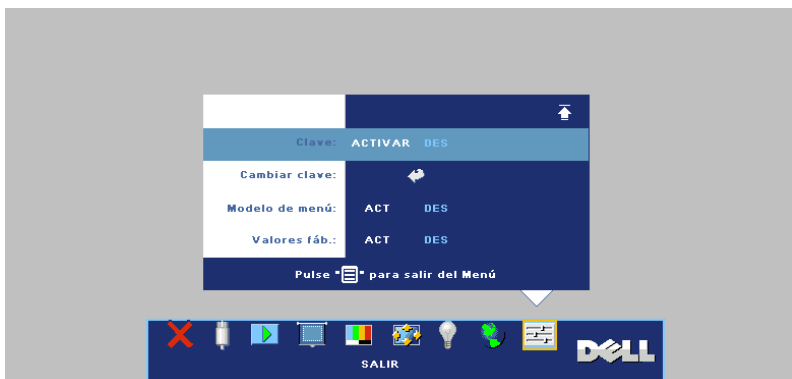 Clave: ACTIVAR DES
Cambiar clave:
Modelo de menú: ACT DES
Valores fáb.: ACT DES
Pulse "" para salir del Menú
SALIR
DELL